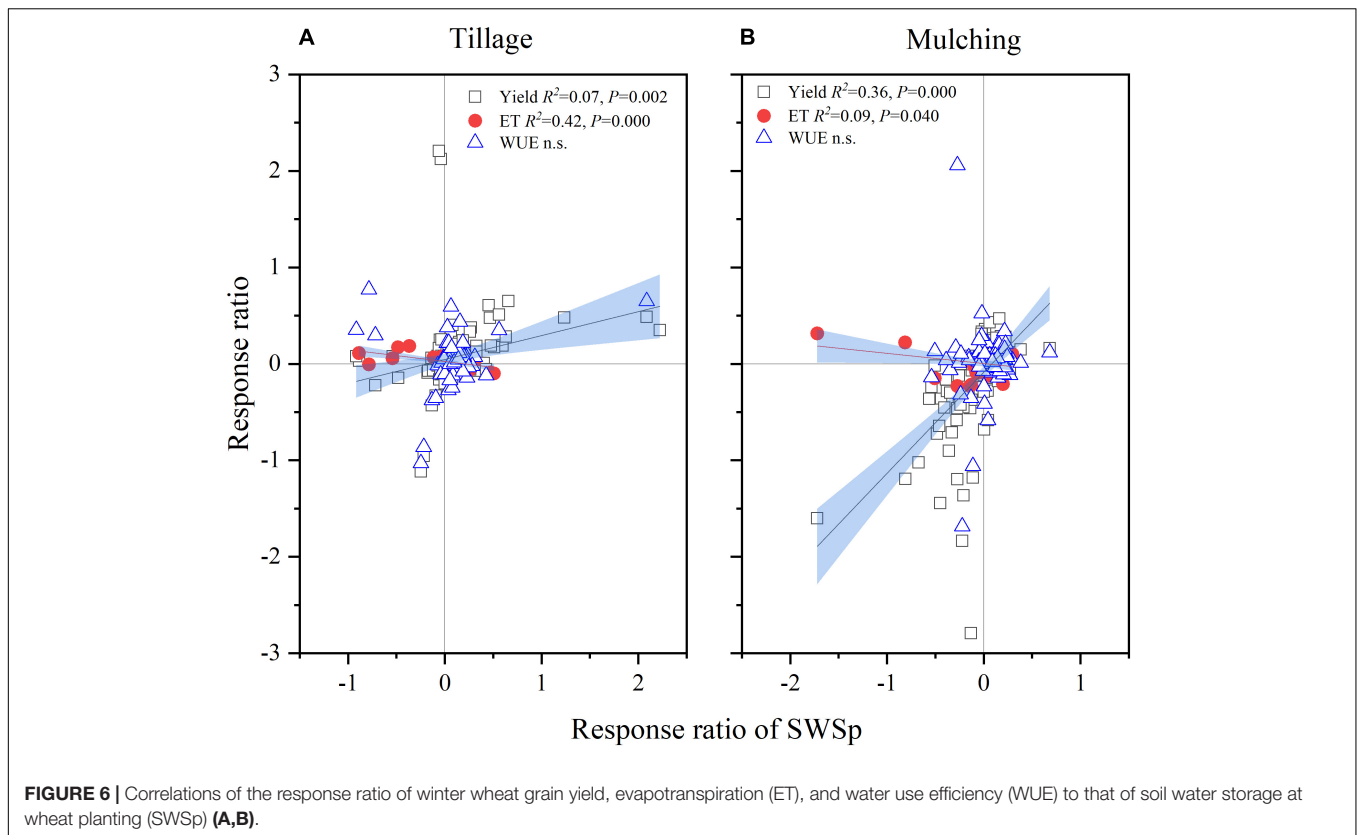 A
Tillage
B
Mulching
Yield R²=0.07, P=0.002
ET R²=0.42, P=0.000
WUE n.s.
Yield R²=0.36, P=0.000
ET R²=0.09, P=0.040
WUE n.s.
3
2
1
0
-1
-2
-3
Response ratio
-1 0 1 2
-2 -1 0 1
Response ratio of SWSp
FIGURE 6 | Correlations of the response ratio of winter wheat grain yield, evapotranspiration (ET), and water use efficiency (WUE) to that of soil water storage at
wheat planting (SWSp) (A,B).